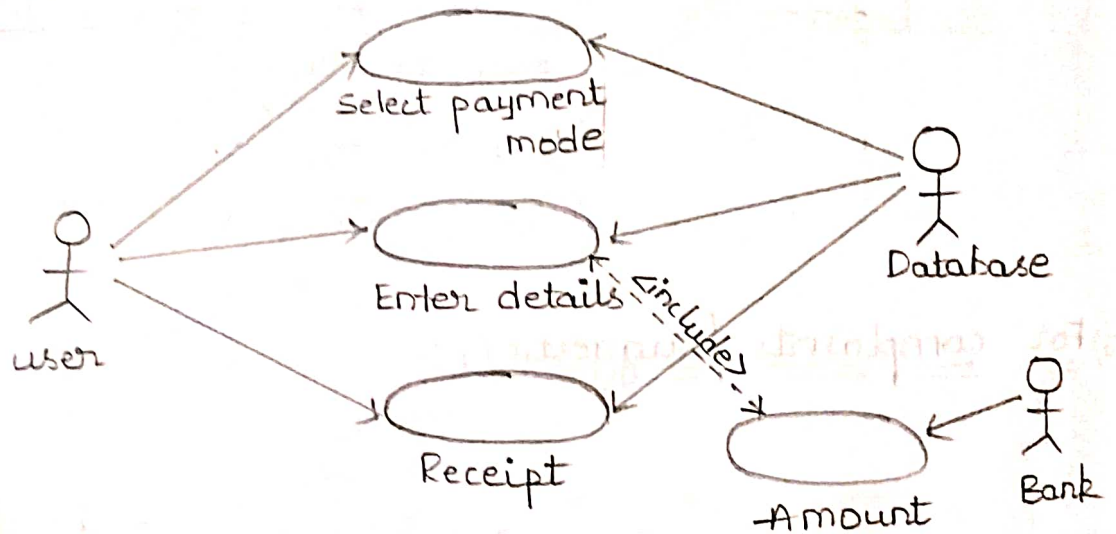 Select payment
mode
Database
Enter details
<include>
user
Receipt
Bank
Amount